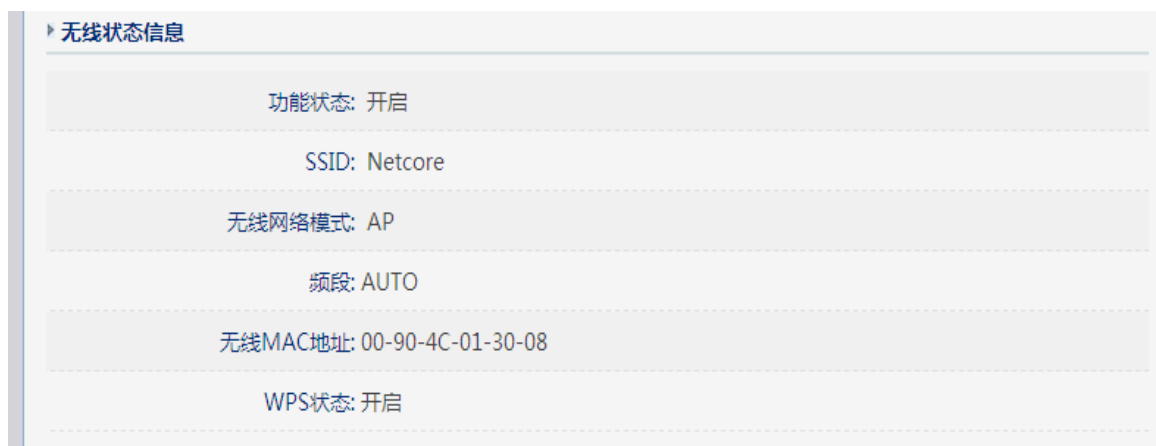 无线状态信息
功能状态: 开启
SSID: Netcore
无线网络模式: AP
频段: AUTO
无线MAC地址: 00-90-4C-01-30-08
WPS状态: 开启